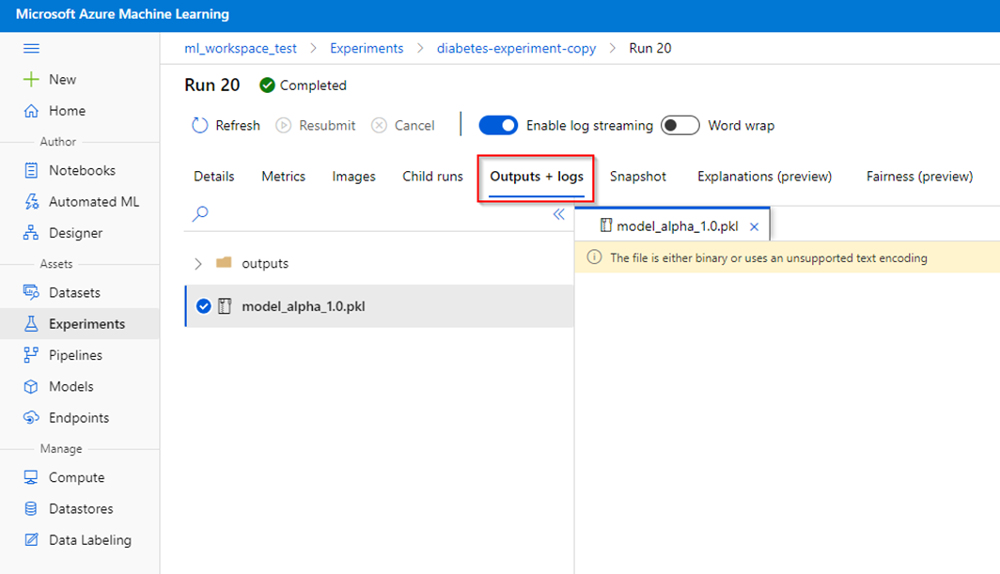 Microsoft Azure Machine Learning
ml_workspace_test > Experiments > diabetes-experiment-copy > Run 20
New
Home
Author
Notebooks
Automated ML
Designer
Assets
Datasets
Experiments
Pipelines
Models
Endpoints
Manage
Compute
Datastores
Data Labeling
Run 20 Completed
Refresh Resubmit Cancel Enable log streaming Word wrap
Details Metrics Images Child runs Outputs + logs Snapshot Explanations (preview) Fairness (preview)
outputs
model_alpha_1.0.pkl
model_alpha_1.0.pkl
The file is either binary or uses an unsupported text encoding